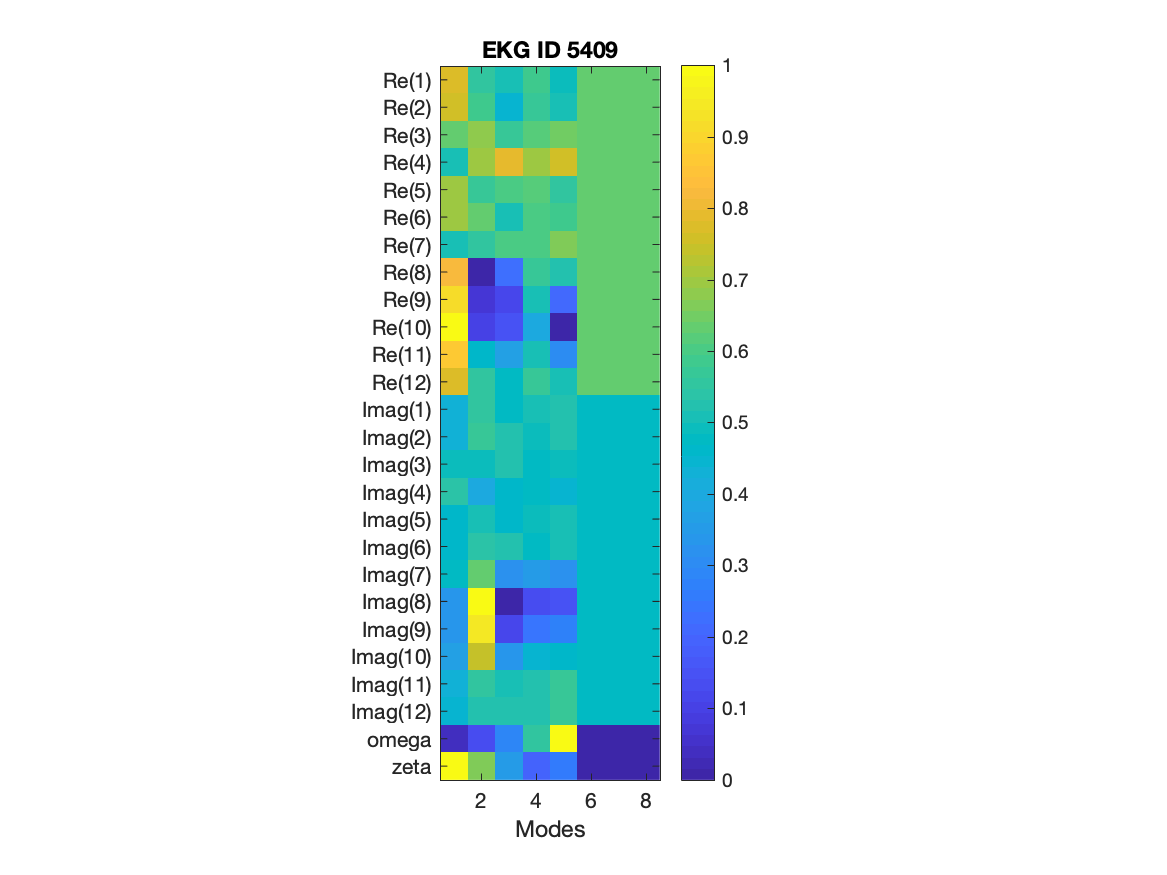 EKG ID 5409
Re(1)
Re(2)
Re(3)
Re(4)
Re(5)
Re(6)
Re(7)
Re(8)
Re(9)
Re(10)
Re(11)
Re(12)
Imag(1)
Imag(2)
Imag(3)
Imag(4)
Imag(5)
Imag(6)
Imag(7)
Imag(8)
Imag(9)
Imag(10)
Imag(11)
Imag(12)
omega
zeta
2 4 6 8
Modes
1
0.9
0.8
0.7
0.6
0.5
0.4
0.3
0.2
0.1
0